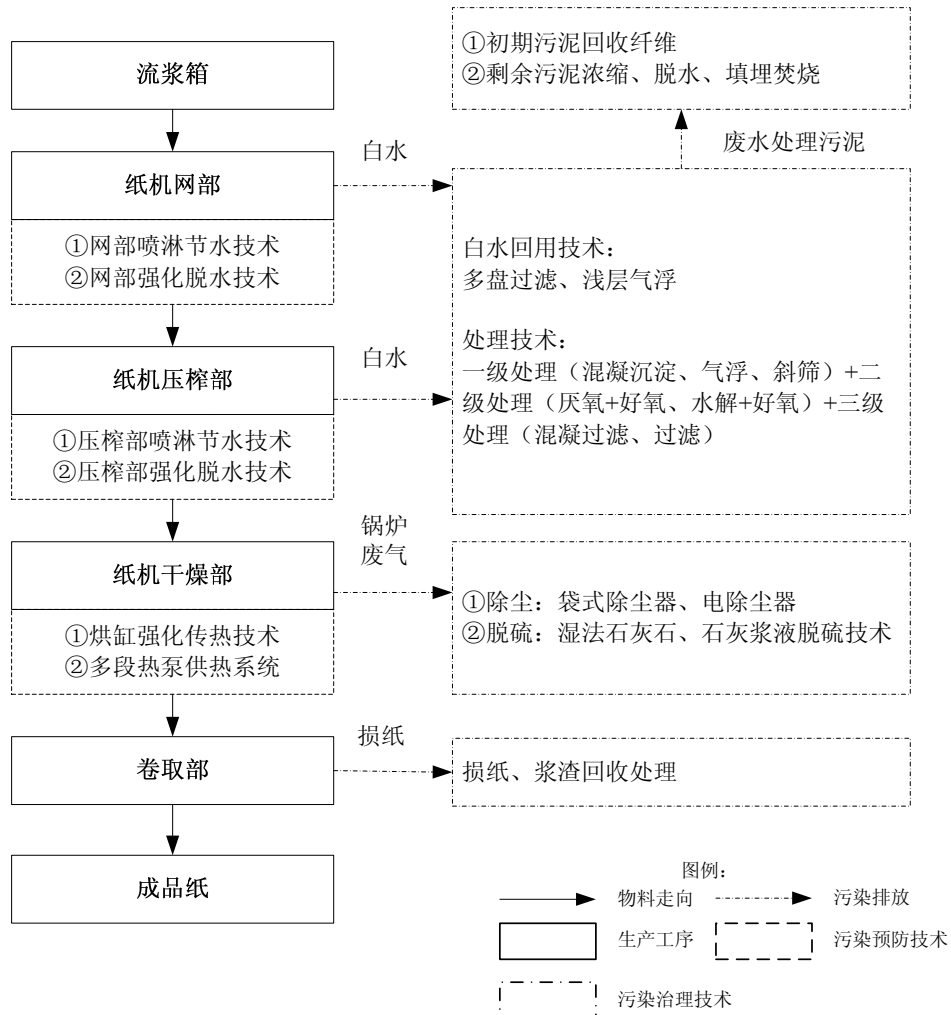 流浆箱
①初期污泥回收纤维
②剩余污泥浓缩、脱水、填埋焚烧
废水处理污泥
白水
纸机网部
①网部喷淋节水技术
②网部强化脱水技术
白水回用技术：
多盘过滤、浅层气浮
处理技术：
一级处理（混凝沉淀、气浮、斜筛）+二
级处理（厌氧+好氧、水解+好氧）+三级
处理（混凝过滤、过滤）
白水
纸机压榨部
①压榨部喷淋节水技术
②压榨部强化脱水技术
锅炉
废气
纸机干燥部
①烘缸强化传热技术
②多段热泵供热系统
①除尘：袋式除尘器、电除尘器
②脱硫：湿法石灰石、石灰浆液脱硫技术
损纸
卷取部
损纸、浆渣回收处理
成品纸
图例：
物料走向
污染排放
生产工序
污染预防技术
污染治理技术